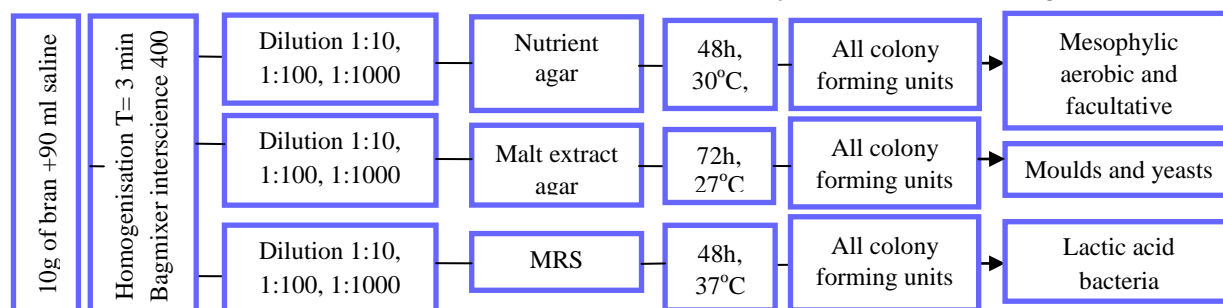 10g of bran +90 ml saline
Homogenisation T= 3 min
Bagmixer interscience 400
Dilution 1:10,
1:100, 1:1000
Nutrient
agar
48h,
30°C,
All colony
forming units
Mesophylic
aerobic and
facultative
Dilution 1:10,
1:100, 1:1000
Malt extract
agar
72h,
27°C
All colony
forming units
Moulds and yeasts
Dilution 1:10,
1:100, 1:1000
MRS
48h,
37°C
All colony
forming units
Lactic acid
bacteria